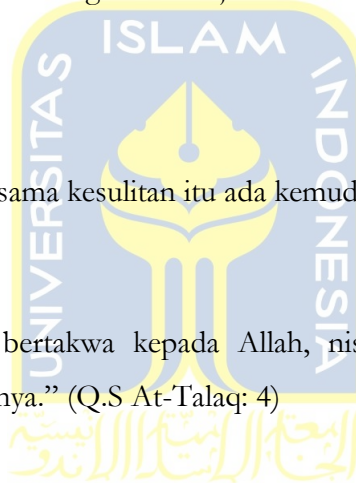 ISLAM
UNIVERSITAS
INDONESIA
sama kesulitan itu ada kemud
bertakwa kepada Allah, nis
nya.” (Q.S At-Talaq: 4)